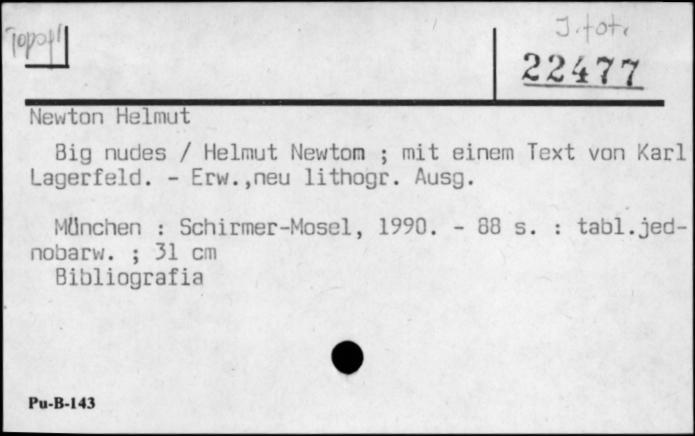 J. fot.
22477
Newton Helmut
Big nudes / Helmut Newtom ; mit einem Text von Karl
Lagerfeld. - Erw.,neu lithogr. Ausg.
München : Schirmer-Mosel, 1990. - 88 s. : tabl.jed-
nobarw. ; 31 cm
Bibliografia
Pu-B-143